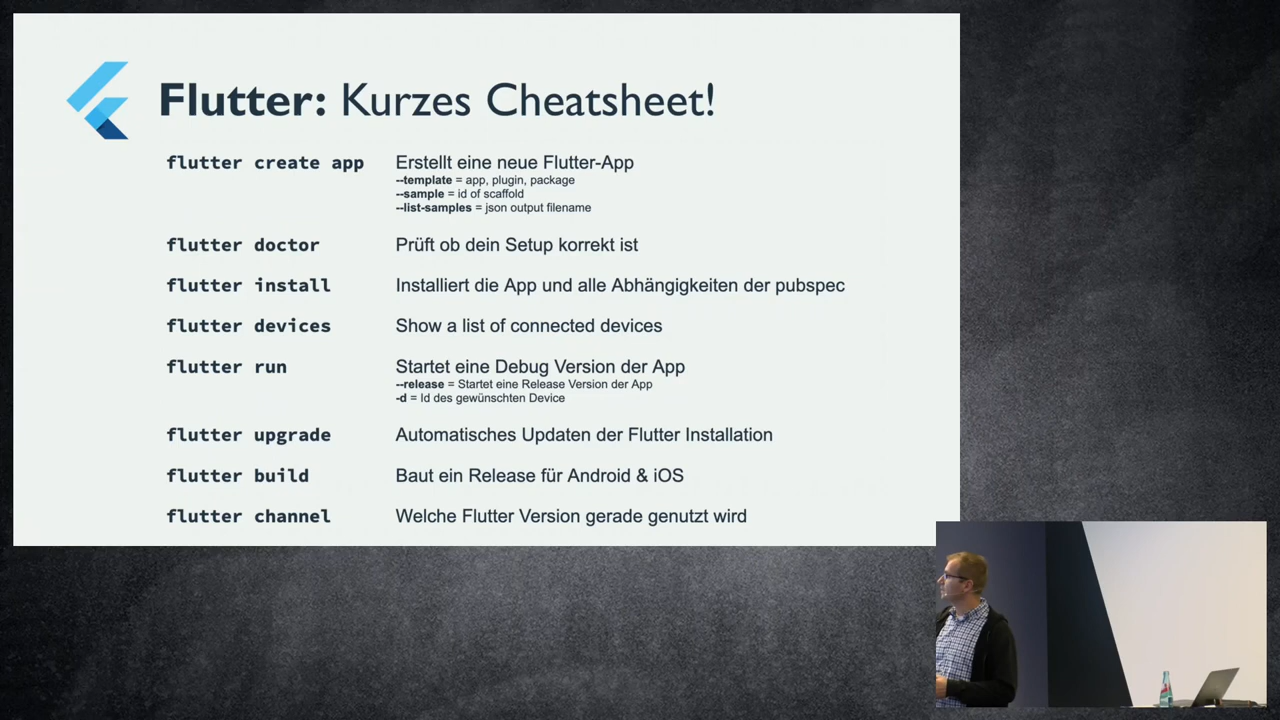 Flutter: Kurzes Cheatsheet!
flutter create app Erstellt eine neue Flutter-App
--template = app, plugin, package
--sample = id of scaffold
--list-samples = json output filename
flutter doctor Prüft ob dein Setup korrekt ist
flutter install Installiert die App und alle Abhängigkeiten der pubspec
flutter devices Show a list of connected devices
flutter run Startet eine Debug Version der App
--release = Startet eine Release Version der App
-d = Id des gewünschten Device
flutter upgrade Automatisches Updaten der Flutter Installation
flutter build Baut ein Release für Android & iOS
flutter channel Welche Flutter Version gerade genutzt wird